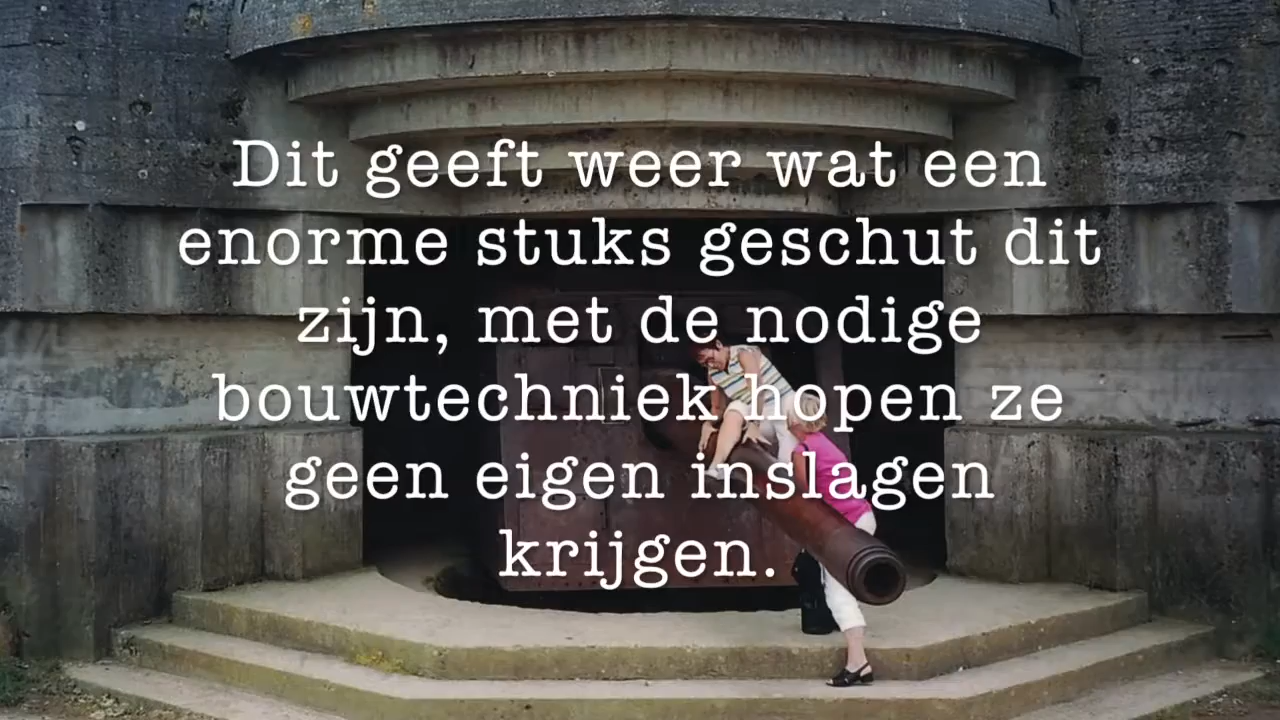 Dit geeft weer wat een
enorme stuks geschut dit
zijn, met de nodige
bouwtechniek hopen ze
geen eigen inslagen
krijgen.